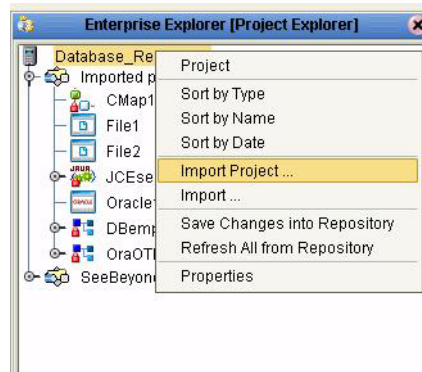 Enterprise Explorer [Project Explorer]
Database_Re
Imported p
CMap1
File1
File2
JCEse
Oracle
DBemp
OraOT
SeeBeyon
Project
Sort by Type
Sort by Name
Sort by Date
Import Project ...
Import ...
Save Changes into Repository
Refresh All from Repository
Properties